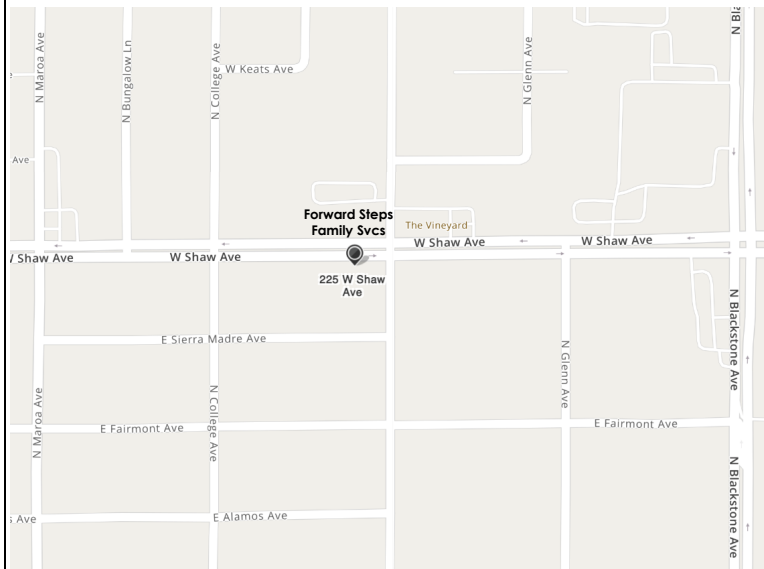 N Maroa Ave
N Bungalow Ln
N College Ave
W Keats Ave
N Glenn Ave
N Bla
e
Ave
Forward Steps
Family Svcs
The Vineyard
W Shaw Ave
W Shaw Ave
W Shaw Ave
W Shaw Ave
225 W Shaw
Ave
E Sierra Madre Ave
N Glenn Ave
N Blackstone Ave
N Maroa Ave
N College Ave
E Fairmont Ave
E Fairmont Ave
s Ave
E Alamos Ave
N Blackstone Ave